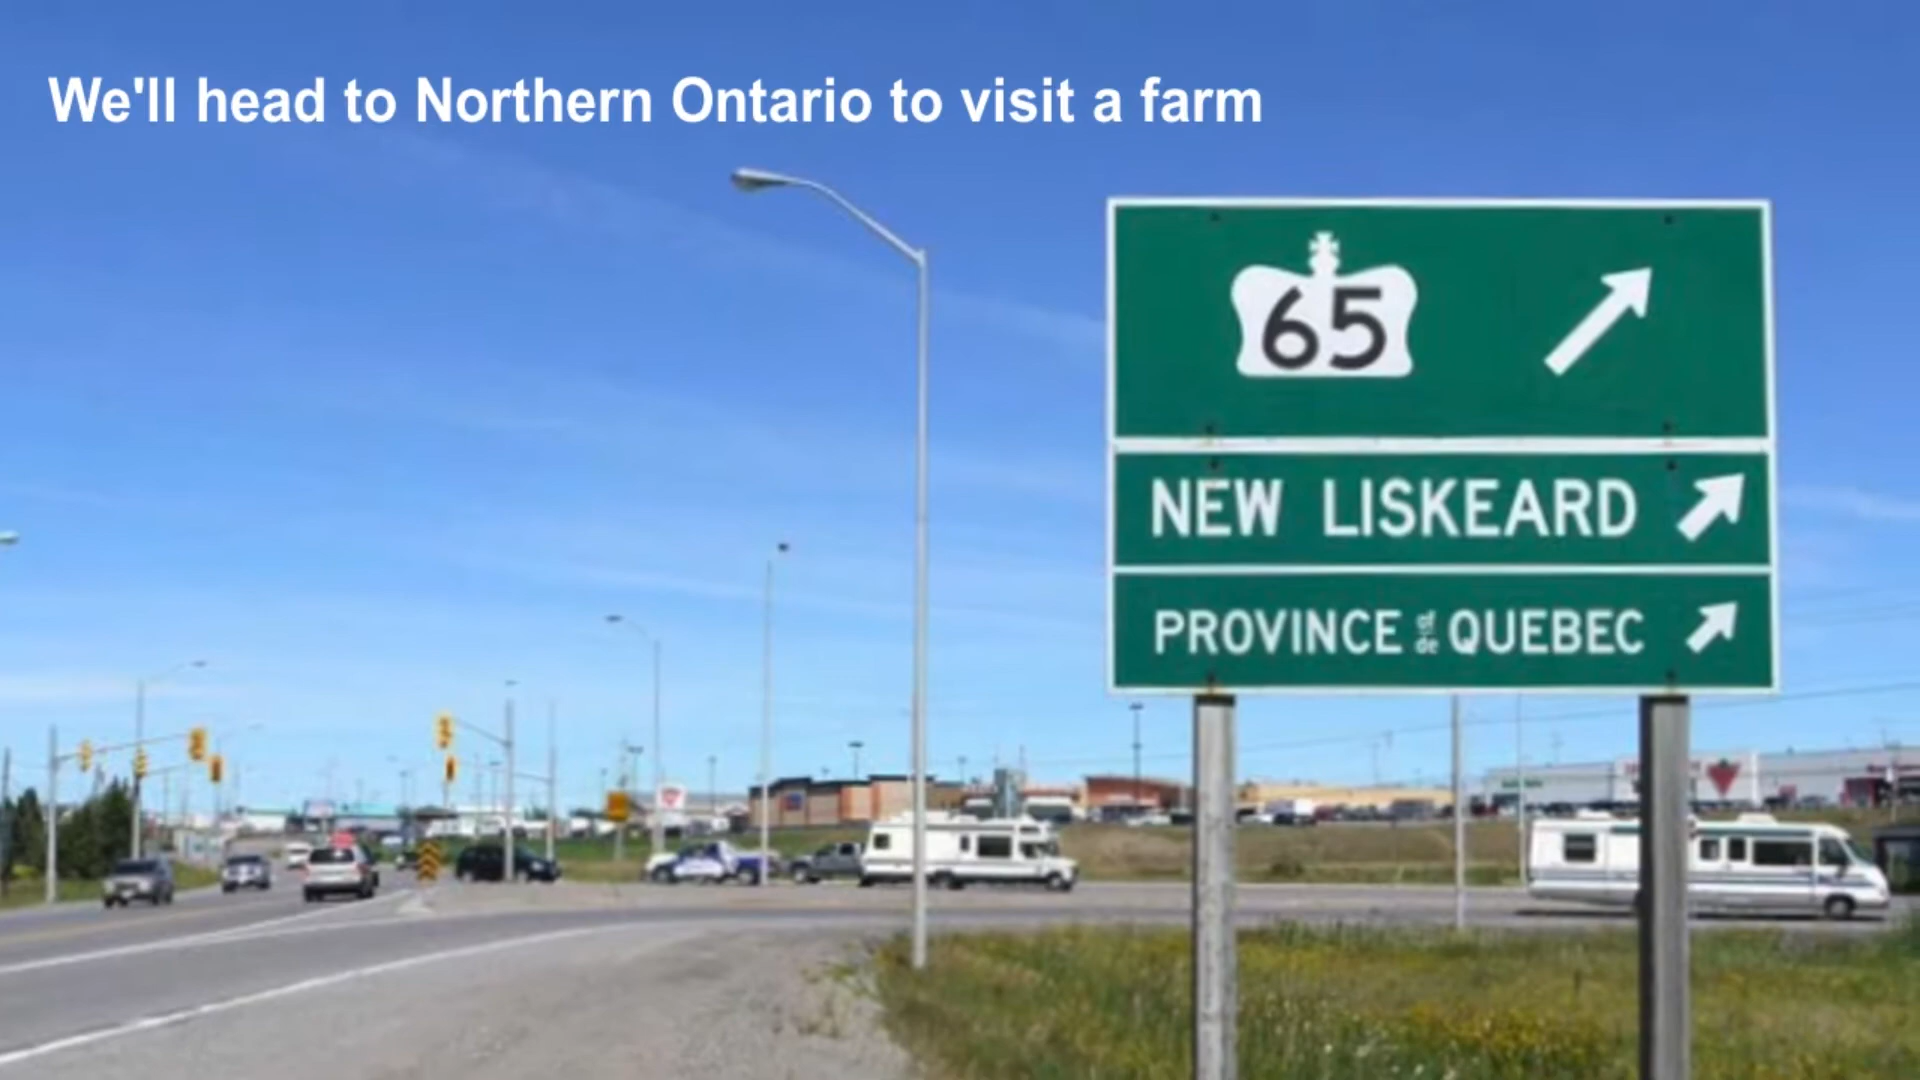 We'll head to Northern Ontario to visit a farm
65
NEW LISKEARD
PROVINCE de QUEBEC